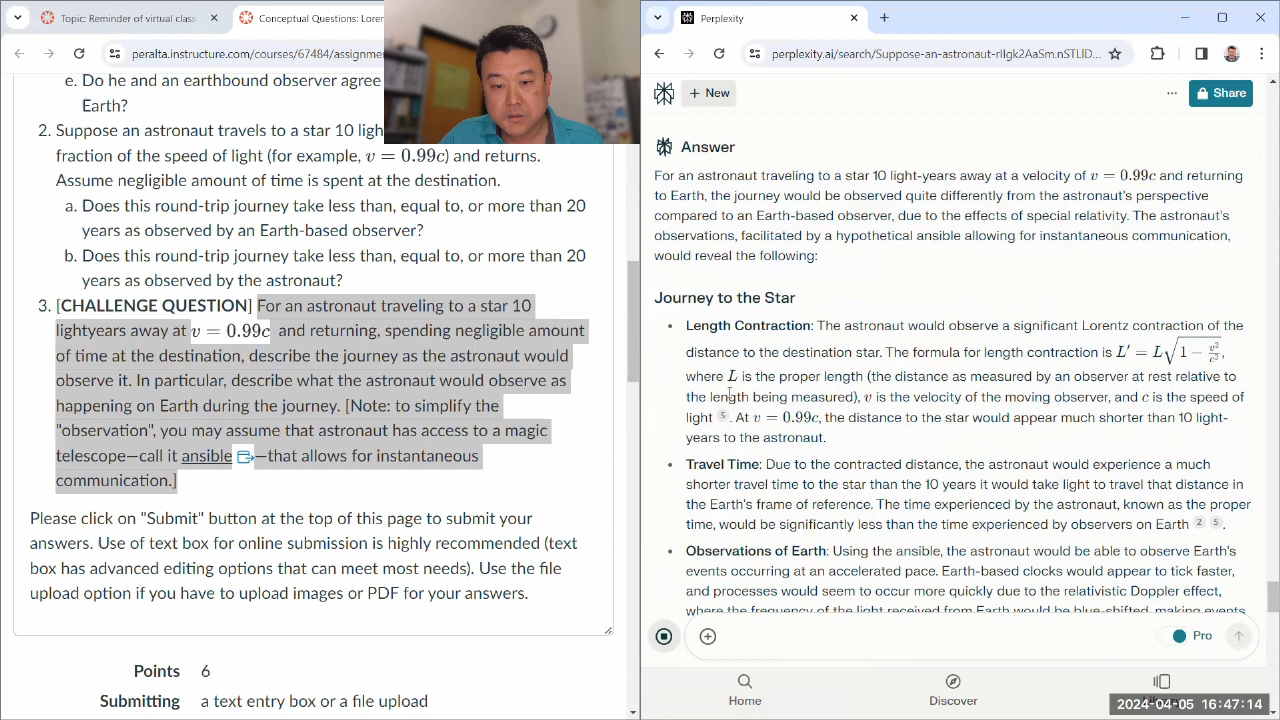 Topic: Reminder of virtual class
Conceptual Questions: Loren
peralta.instructure.com/courses/67484/assignme
e. Do he and an earthbound observer agree
Earth?
2. Suppose an astronaut travels to a star 10 ligh
fraction of the speed of light (for example, v = 0.99c) and returns.
Assume negligible amount of time is spent at the destination.
a. Does this round-trip journey take less than, equal to, or more than 20
years as observed by an Earth-based observer?
b. Does this round-trip journey take less than, equal to, or more than 20
years as observed by the astronaut?
3. [CHALLENGE QUESTION] For an astronaut traveling to a star 10
lightyears away at v = 0.99c and returning, spending negligible amount
of time at the destination, describe the journey as the astronaut would
observe it. In particular, describe what the astronaut would observe as
happening on Earth during the journey. [Note: to simplify the
"observation", you may assume that astronaut has access to a magic
telescope—call it ansible—that allows for instantaneous
communication.]
Please click on "Submit" button at the top of this page to submit your
answers. Use of text box for online submission is highly recommended (text
box has advanced editing options that can meet most needs). Use the file
upload option if you have to upload images or PDF for your answers.
Points 6
Submitting a text entry box or a file upload
Perplexity
perplexity.ai/search/Suppose-an-astronaut-rIIgk2AaSm.nSTLlD...
New
Share
Answer
For an astronaut traveling to a star 10 light-years away at a velocity of v = 0.99c and returning
to Earth, the journey would be observed quite differently from the astronaut's perspective
compared to an Earth-based observer, due to the effects of special relativity. The astronaut's
observations, facilitated by a hypothetical ansible allowing for instantaneous communication,
would reveal the following:
Journey to the Star
• Length Contraction: The astronaut would observe a significant Lorentz contraction of the
distance to the destination star. The formula for length contraction is L′ = L√(1 − v²/c²),
where L is the proper length (the distance as measured by an observer at rest relative to
the length being measured), v is the velocity of the moving observer, and c is the speed of
light 5 . At v = 0.99c, the distance to the star would appear much shorter than 10 light-
years to the astronaut.
• Travel Time: Due to the contracted distance, the astronaut would experience a much
shorter travel time to the star than the 10 years it would take light to travel that distance in
the Earth's frame of reference. The time experienced by the astronaut, known as the proper
time, would be significantly less than the time experienced by observers on Earth 2 5 .
• Observations of Earth: Using the ansible, the astronaut would be able to observe Earth's
events occurring at an accelerated pace. Earth-based clocks would appear to tick faster,
and processes would seem to occur more quickly due to the relativistic Doppler effect,
where the frequency of the light received from Earth would be blue-shifted, making events
Pro
Home
Discover
2024-04-05 16:47:14